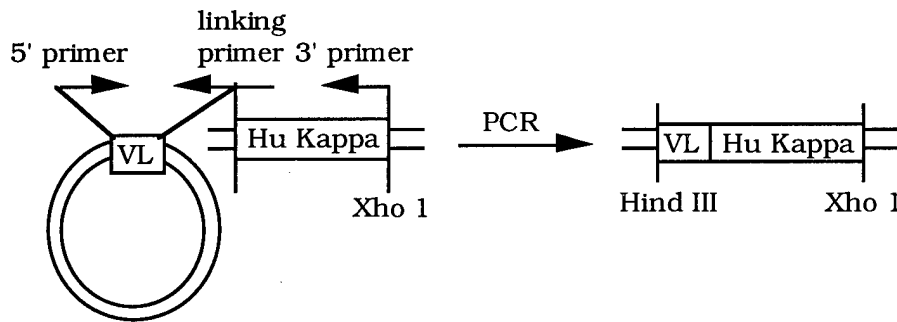 linking
5' primer
primer 3' primer
VL
Hu Kappa
Xho 1
PCR
VL
Hu Kappa
Hind III
Xho 1